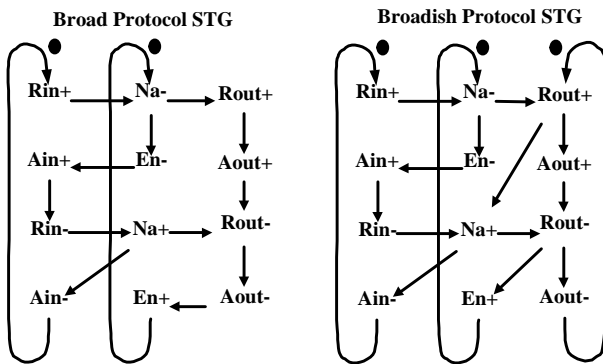 Broad Protocol STG
Rin+ Na- Rout+
Ain+ En- Aout+
Rin- Na+ Rout-
Ain- En+ Aout-
Broadish Protocol STG
Rin+ Na- Rout+
Ain+ En- Aout+
Rin- Na+ Rout-
Ain- En+ Aout-